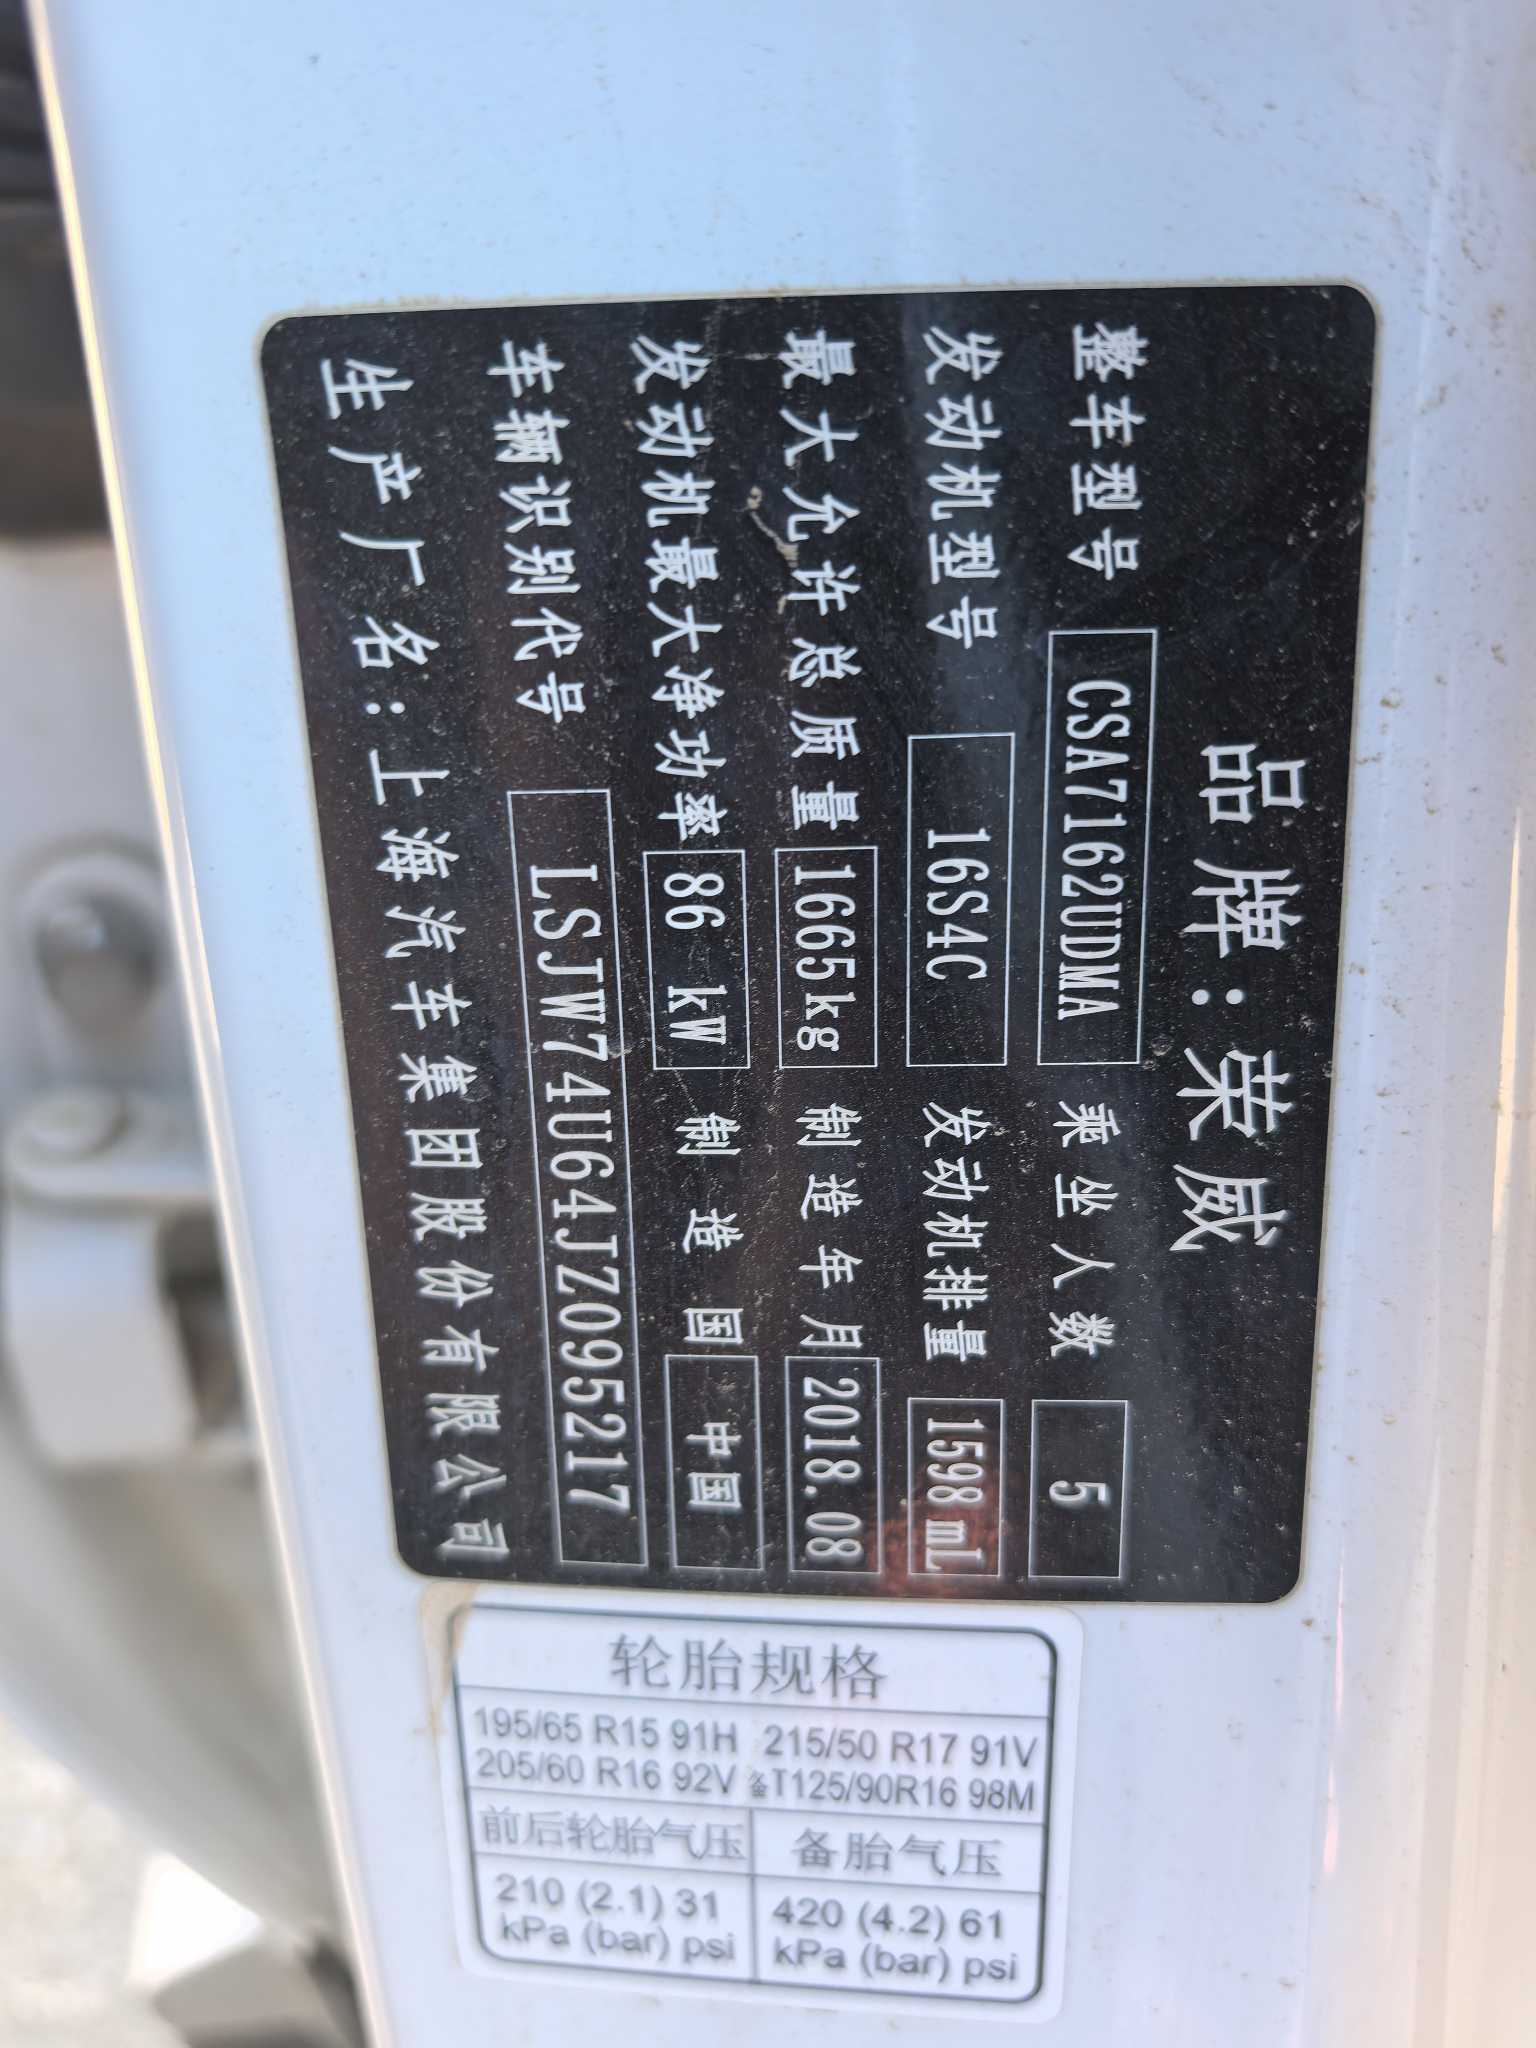 品牌：荣威
整车型号 CSA7162UDMA 乘坐人数 5
发动机型号 16S4C 发动机排量 1598 mL
最大允许总质量 1665kg 制造年月 2018.08
发动机最大净功率 86 kW 制造国 中国
车辆识别代号 LSJW74U64JZ095217
生产厂名：上海汽车集团股份有限公司
轮胎规格
195/65 R15 91H 215/50 R17 91V
205/60 R16 92V 备T125/90R16 98M
前后轮胎气压 备胎气压
210 (2.1) 31 420 (4.2) 61
kPa (bar) psi kPa (bar) psi